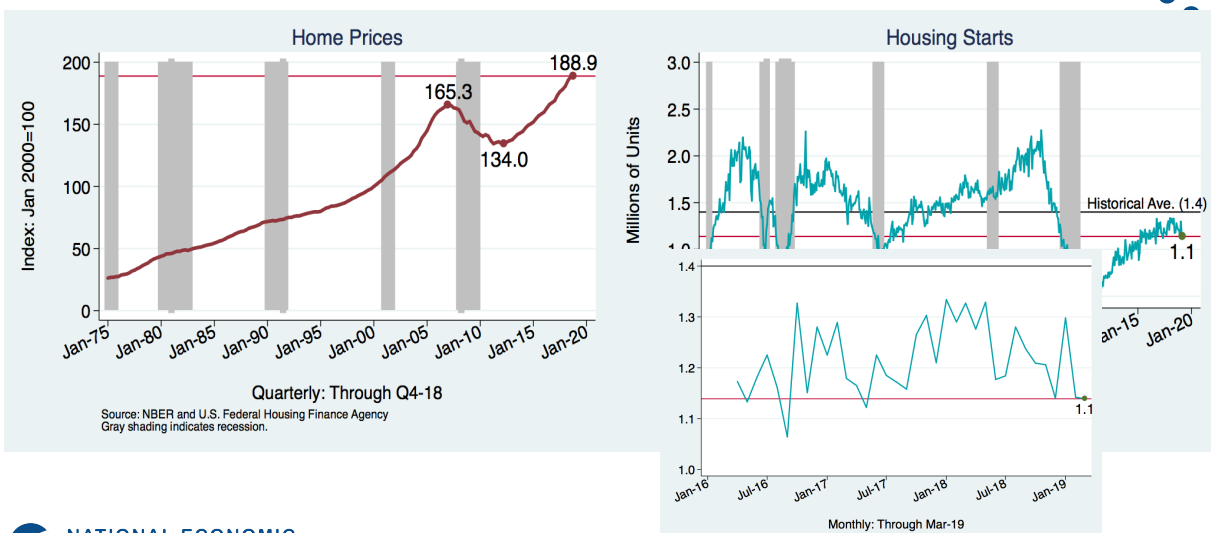 Home Prices
Index: Jan 2000=100
200
150
100
50
0
165.3
134.0
188.9
Jan-75
Jan-80
Jan-85
Jan-90
Jan-95
Jan-00
Jan-05
Jan-10
Jan-15
Jan-20
Quarterly: Through Q4-18
Source: NBER and U.S. Federal Housing Finance Agency
Gray shading indicates recession.
Housing Starts
Millions of Units
3.0
2.5
2.0
1.5
1.0
Historical Ave. (1.4)
1.1
an-15
Jan-20
1.4
1.3
1.2
1.1
1.0
1.1
Jan-16
Jul-16
Jan-17
Jul-17
Jan-18
Jul-18
Jan-19
Monthly: Through Mar-19
NATIONAL ECONOMIC